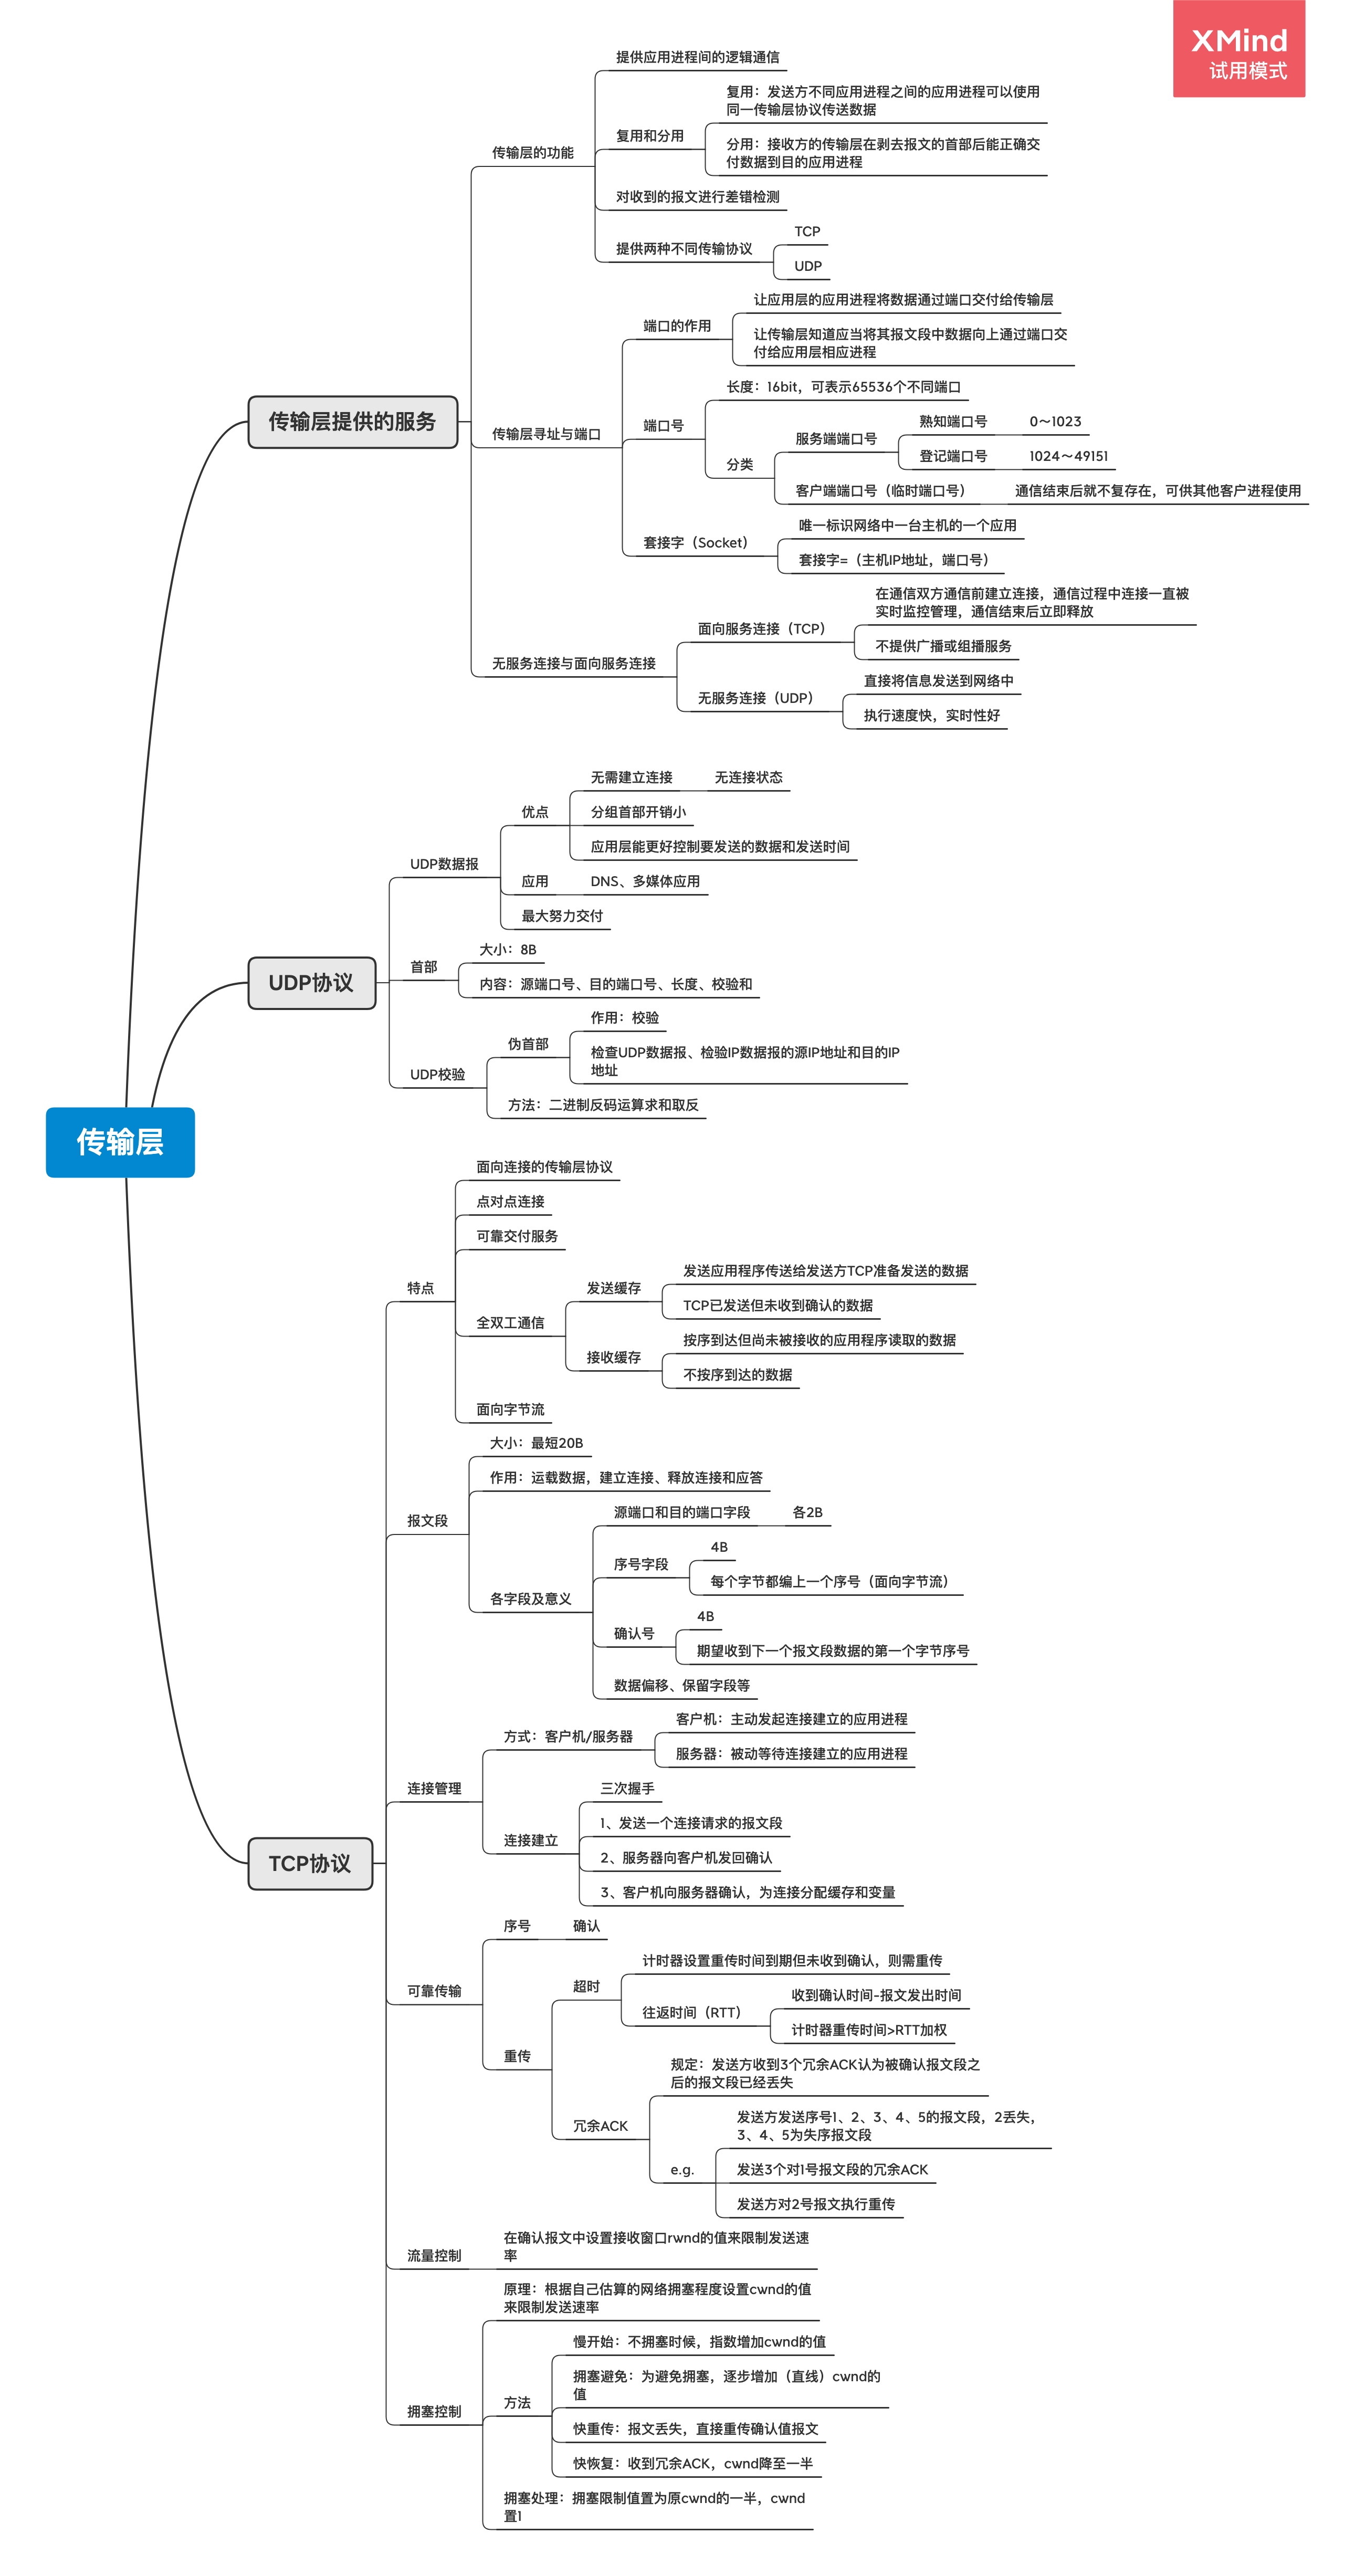 XMind
试用模式
传输层
传输层提供的服务
传输层的功能
提供应用进程间的逻辑通信
复用和分用
复用：发送方不同应用进程之间的应用进程可以使用
同一传输层协议传送数据
分用：接收方的传输层在剥去报文的首部后能正确交
付数据到目的应用进程
对收到的报文进行差错检测
提供两种不同传输协议
TCP
UDP
传输层寻址与端口
端口的作用
让应用层的应用进程将数据通过端口交付给传输层
让传输层知道应当将其报文段中数据向上通过端口交
付给应用层相应进程
端口号
长度：16bit，可表示65536个不同端口
分类
服务端端口号
熟知端口号
0～1023
登记端口号
1024～49151
客户端端口号（临时端口号）
通信结束后就不复存在，可供其他客户进程使用
套接字（Socket）
唯一标识网络中一台主机的一个应用
套接字=（主机IP地址，端口号）
无服务连接与面向服务连接
面向服务连接（TCP）
在通信双方通信前建立连接，通信过程中连接一直被
实时监控管理，通信结束后立即释放
不提供广播或组播服务
无服务连接（UDP）
直接将信息发送到网络中
执行速度快，实时性好
UDP协议
UDP数据报
优点
无需建立连接
无连接状态
分组首部开销小
应用层能更好控制要发送的数据和发送时间
应用
DNS、多媒体应用
最大努力交付
首部
大小：8B
内容：源端口号、目的端口号、长度、校验和
UDP校验
伪首部
作用：校验
检查UDP数据报、检验IP数据报的源IP地址和目的IP
地址
方法：二进制反码运算求和取反
TCP协议
特点
面向连接的传输层协议
点对点连接
可靠交付服务
全双工通信
发送缓存
发送应用程序传送给发送方TCP准备发送的数据
TCP已发送但未收到确认的数据
接收缓存
按序到达但尚未被接收的应用程序读取的数据
不按序到达的数据
面向字节流
报文段
大小：最短20B
作用：运载数据，建立连接、释放连接和应答
各字段及意义
源端口和目的端口字段
各2B
序号字段
4B
每个字节都编上一个序号（面向字节流）
确认号
4B
期望收到下一个报文段数据的第一个字节序号
数据偏移、保留字段等
连接管理
方式：客户机/服务器
客户机：主动发起连接建立的应用进程
服务器：被动等待连接建立的应用进程
连接建立
三次握手
1、发送一个连接请求的报文段
2、服务器向客户机发回确认
3、客户机向服务器确认，为连接分配缓存和变量
可靠传输
序号
确认
重传
超时
计时器设置重传时间到期但未收到确认，则需重传
往返时间（RTT）
收到确认时间-报文发出时间
计时器重传时间>RTT加权
冗余ACK
规定：发送方收到3个冗余ACK认为被确认报文段之
后的报文段已经丢失
e.g.
发送方发送序号1、2、3、4、5的报文段，2丢失，
3、4、5为失序报文段
发送3个对1号报文段的冗余ACK
发送方对2号报文执行重传
流量控制
在确认报文中设置接收窗口rwnd的值来限制发送速
率
拥塞控制
原理：根据自己估算的网络拥塞程度设置cwnd的值
来限制发送速率
方法
慢开始：不拥塞时候，指数增加cwnd的值
拥塞避免：为避免拥塞，逐步增加（直线）cwnd的
值
快重传：报文丢失，直接重传确认值报文
快恢复：收到冗余ACK，cwnd降至一半
拥塞处理：拥塞限制值置为原cwnd的一半，cwnd
置1